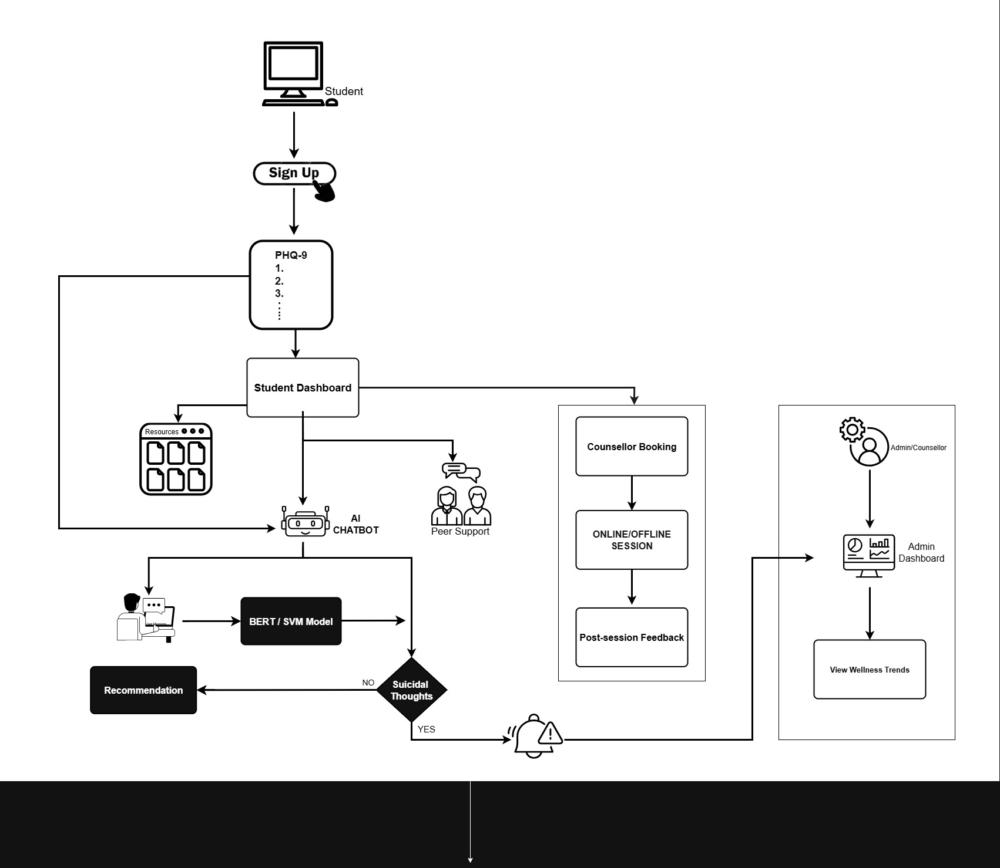 Student
Sign Up
PHQ-9
1.
2.
3.
Student Dashboard
Resources
Counsellor Booking
Admin/Counsellor
AI
CHATBOT
Peer Support
ONLINE/OFFLINE
SESSION
Admin
Dashboard
BERT / SVM Model
Post-session Feedback
View Wellness Trends
NO
Suicidal
Thoughts
Recommendation
YES